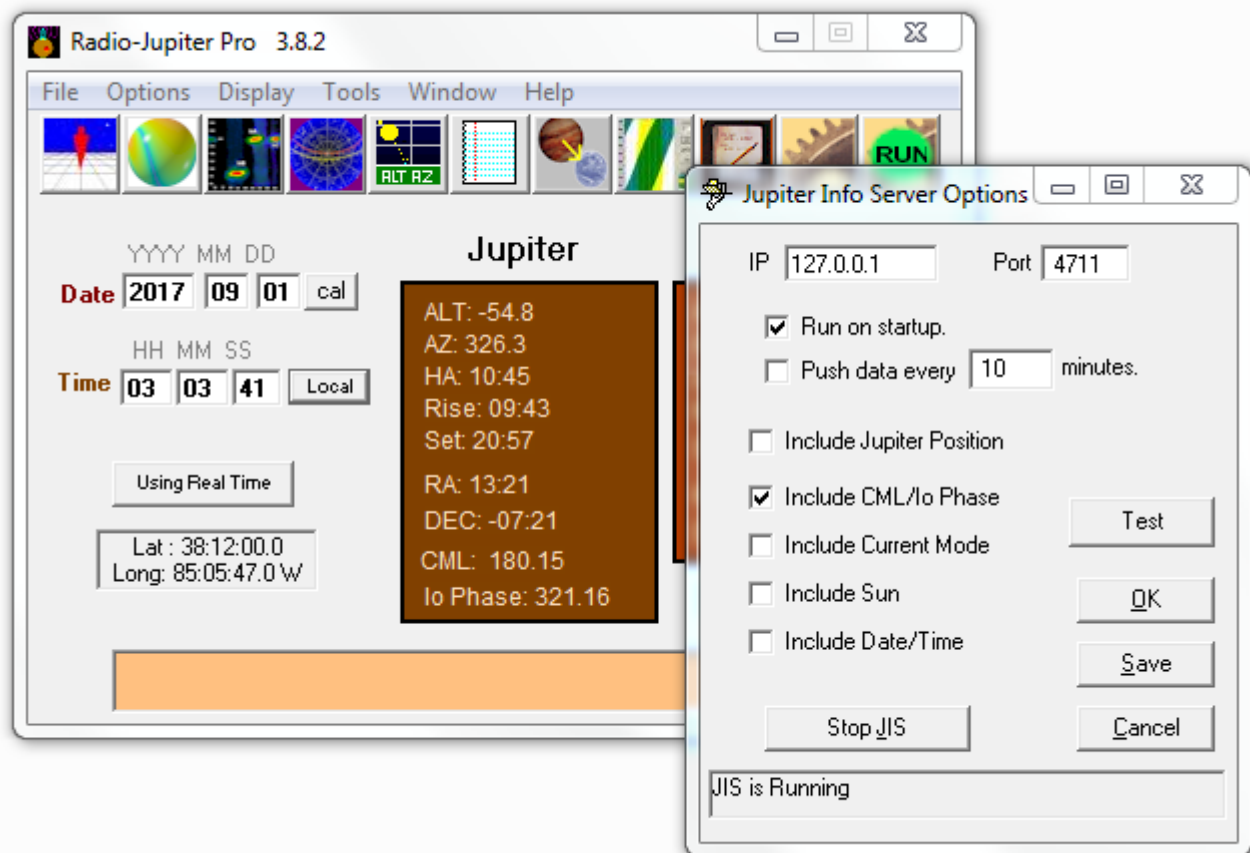 Radio-Jupiter Pro 3.8.2
File Options Display Tools Window Help
ALT AZ
RUN
YYYY MM DD
Date 2017 09 01 cal
HH MM SS
Time 03 03 41 Local
Using Real Time
Lat : 38:12:00.0
Long: 85:05:47.0 W
Jupiter
ALT: -54.8
AZ: 326.3
HA: 10:45
Rise: 09:43
Set: 20:57
RA: 13:21
DEC: -07:21
CML: 180.15
Io Phase: 321.16
Jupiter Info Server Options
IP 127.0.0.1 Port 4711
Run on startup.
Push data every 10 minutes.
Include Jupiter Position
Include CML/Io Phase
Include Current Mode
Include Sun
Include Date/Time
Test
OK
Save
Stop JIS
Cancel
JIS is Running